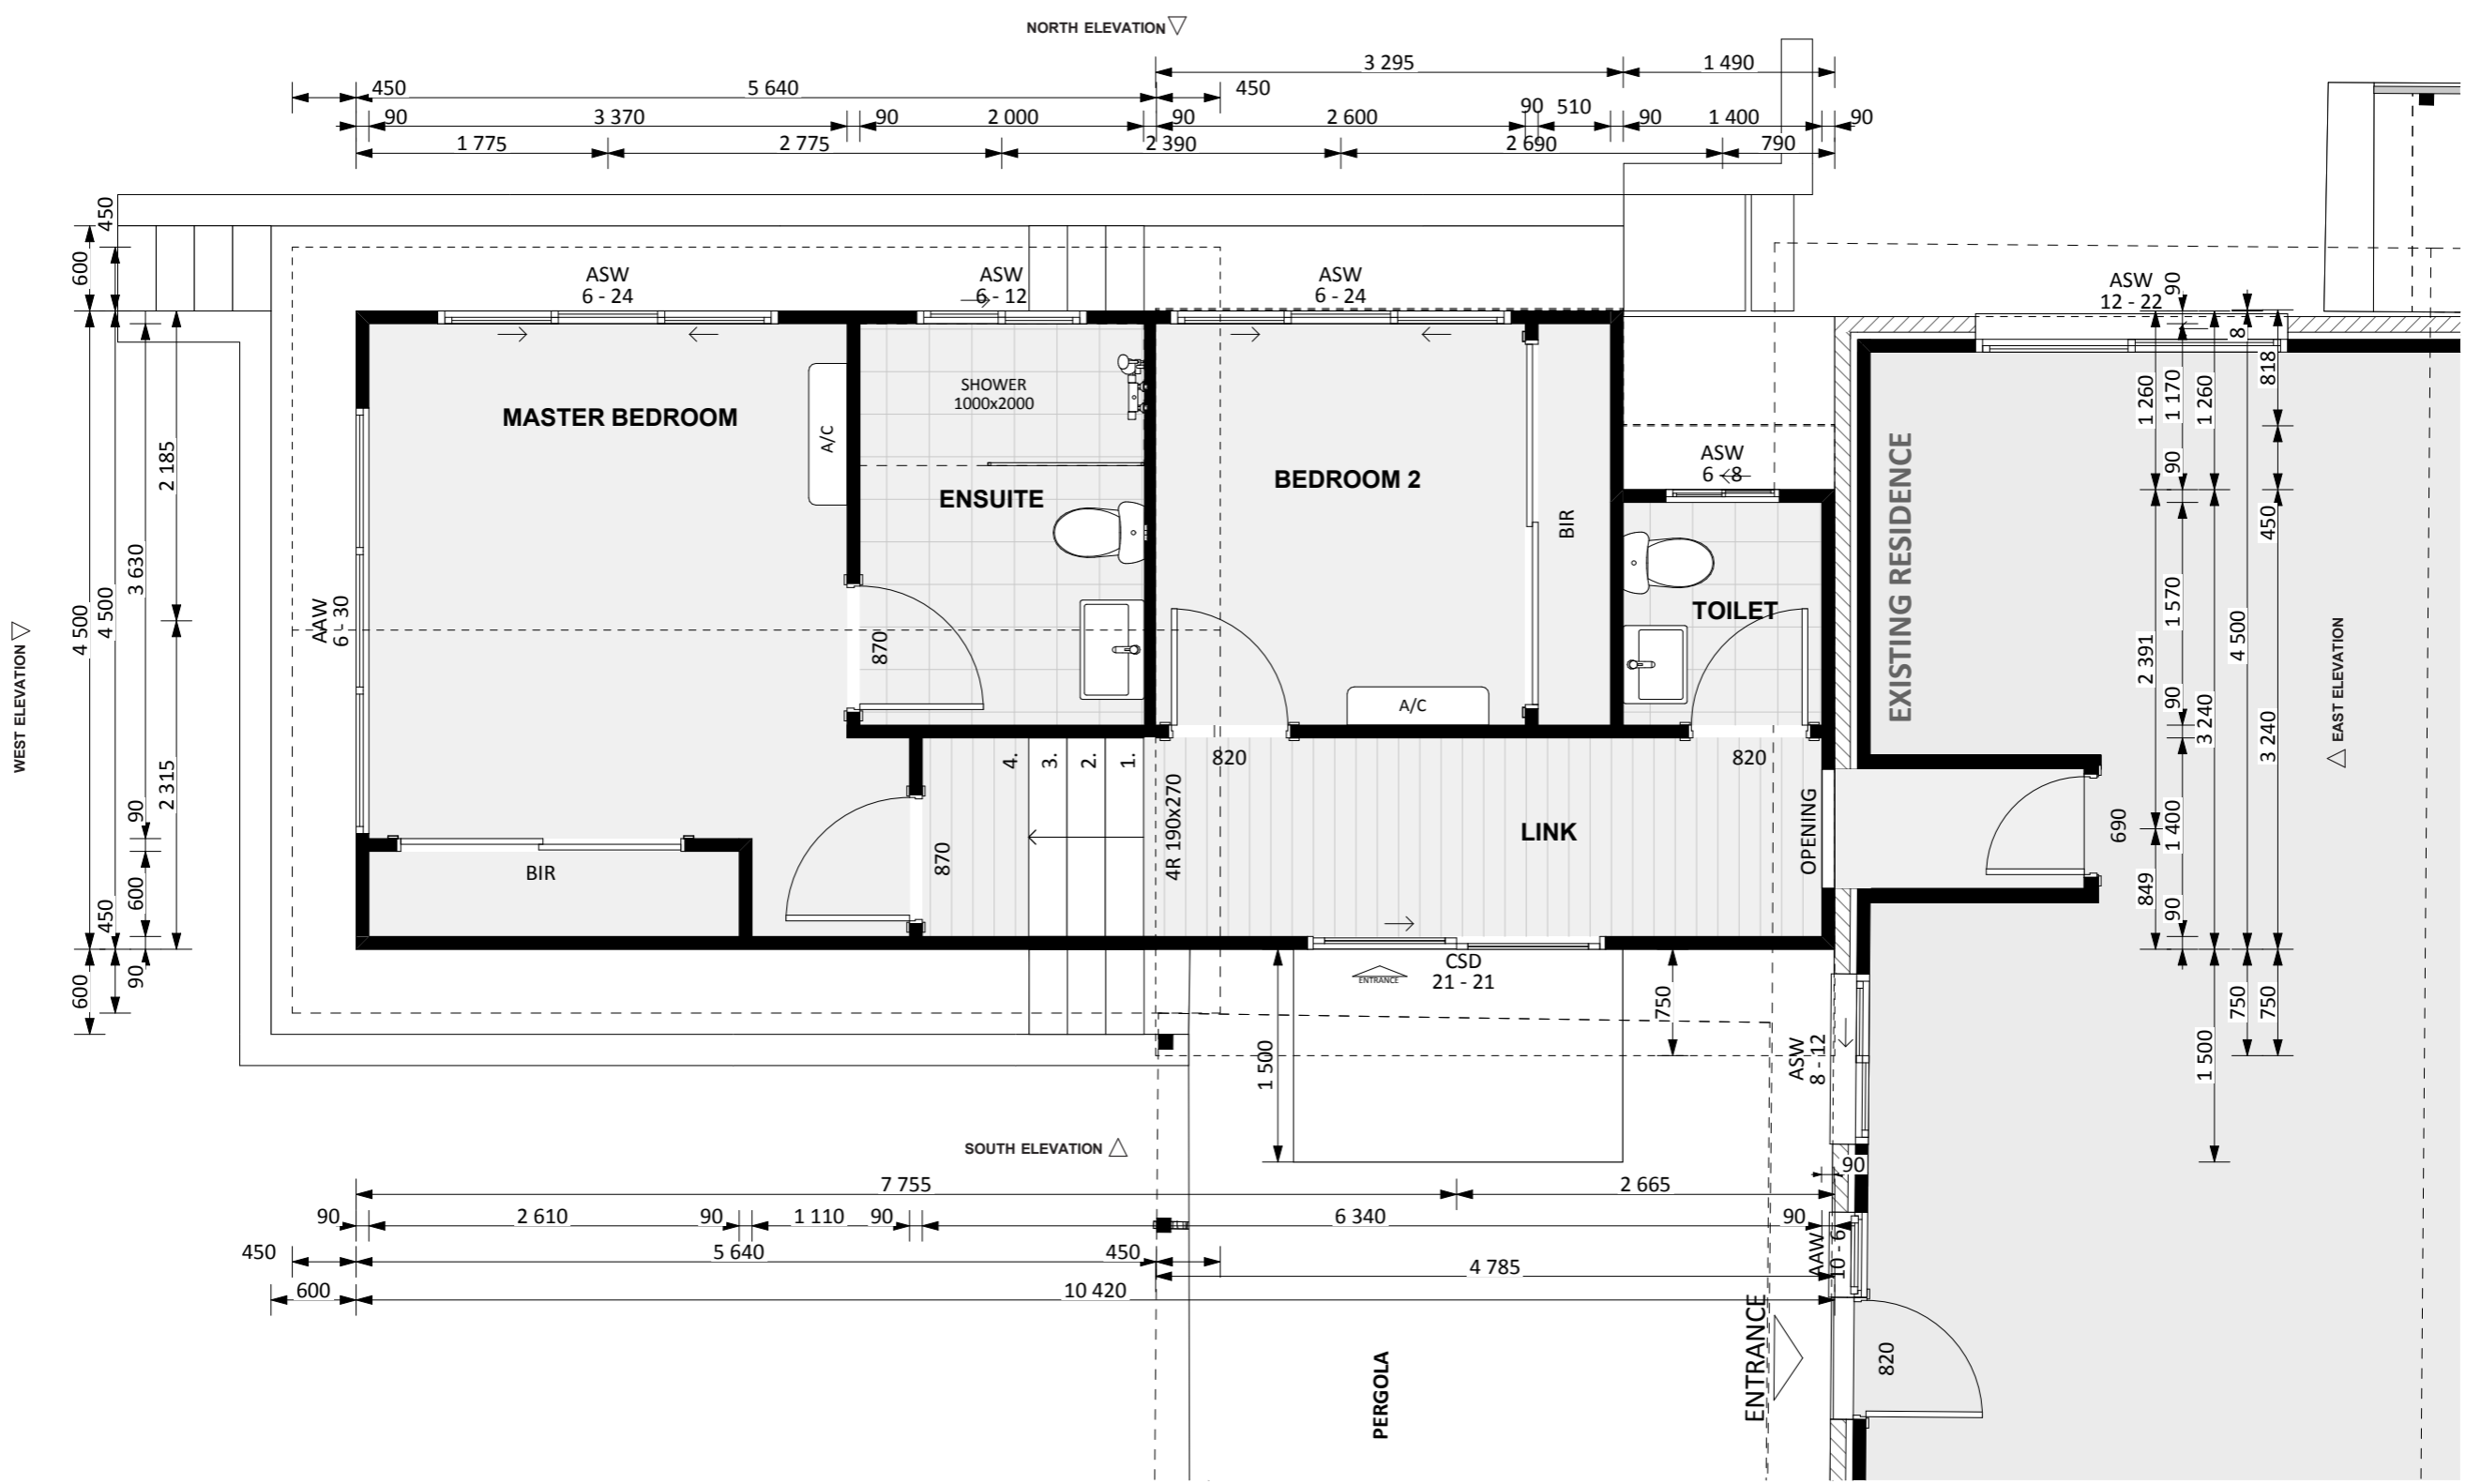 NORTH ELEVATION
3 295
1 490
450
5 640
450
90
3 370
90
2 000
90
2 600
90
510
90
1 400
90
1 775
2 775
2 390
2 690
790
450
600
4 500
4 500
3 630
2 185
2 315
90
600
450
90
600
WEST ELEVATION
ASW
6 - 24
ASW
6 - 12
ASW
6 - 24
ASW
12 - 22
MASTER BEDROOM
A/C
SHOWER
1000x2000
ENSUITE
BEDROOM 2
BIR
ASW
6 - 8
TOILET
EXISTING RESIDENCE
AAW
6 - 30
870
A/C
820
820
4.
3.
2.
1.
4R 190x270
LINK
OPENING
690
870
BIR
CSD
21 - 21
ENTRANCE
750
1 500
ASW
8 - 12
90
8
818
1 260
1 170
1 260
90
450
2 391
1 570
90
3 240
4 500
3 240
849
1 400
90
750
750
1 500
EAST ELEVATION
SOUTH ELEVATION
90
7 755
2 665
90
2 610
90
1 110
90
6 340
90
450
5 640
450
4 785
600
10 420
AAW
10 - 6
ENTRANCE
820
PERGOLA